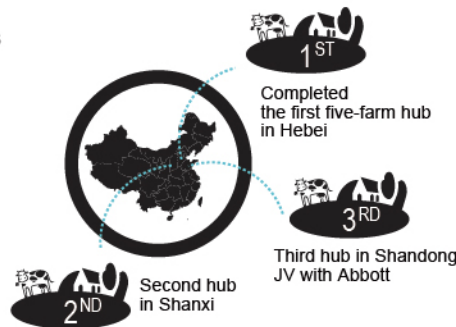 1ST
Completed
the first five-farm hub
in Hebei
3RD
Third hub in Shandong
JV with Abbott
2ND
Second hub
in Shanxi